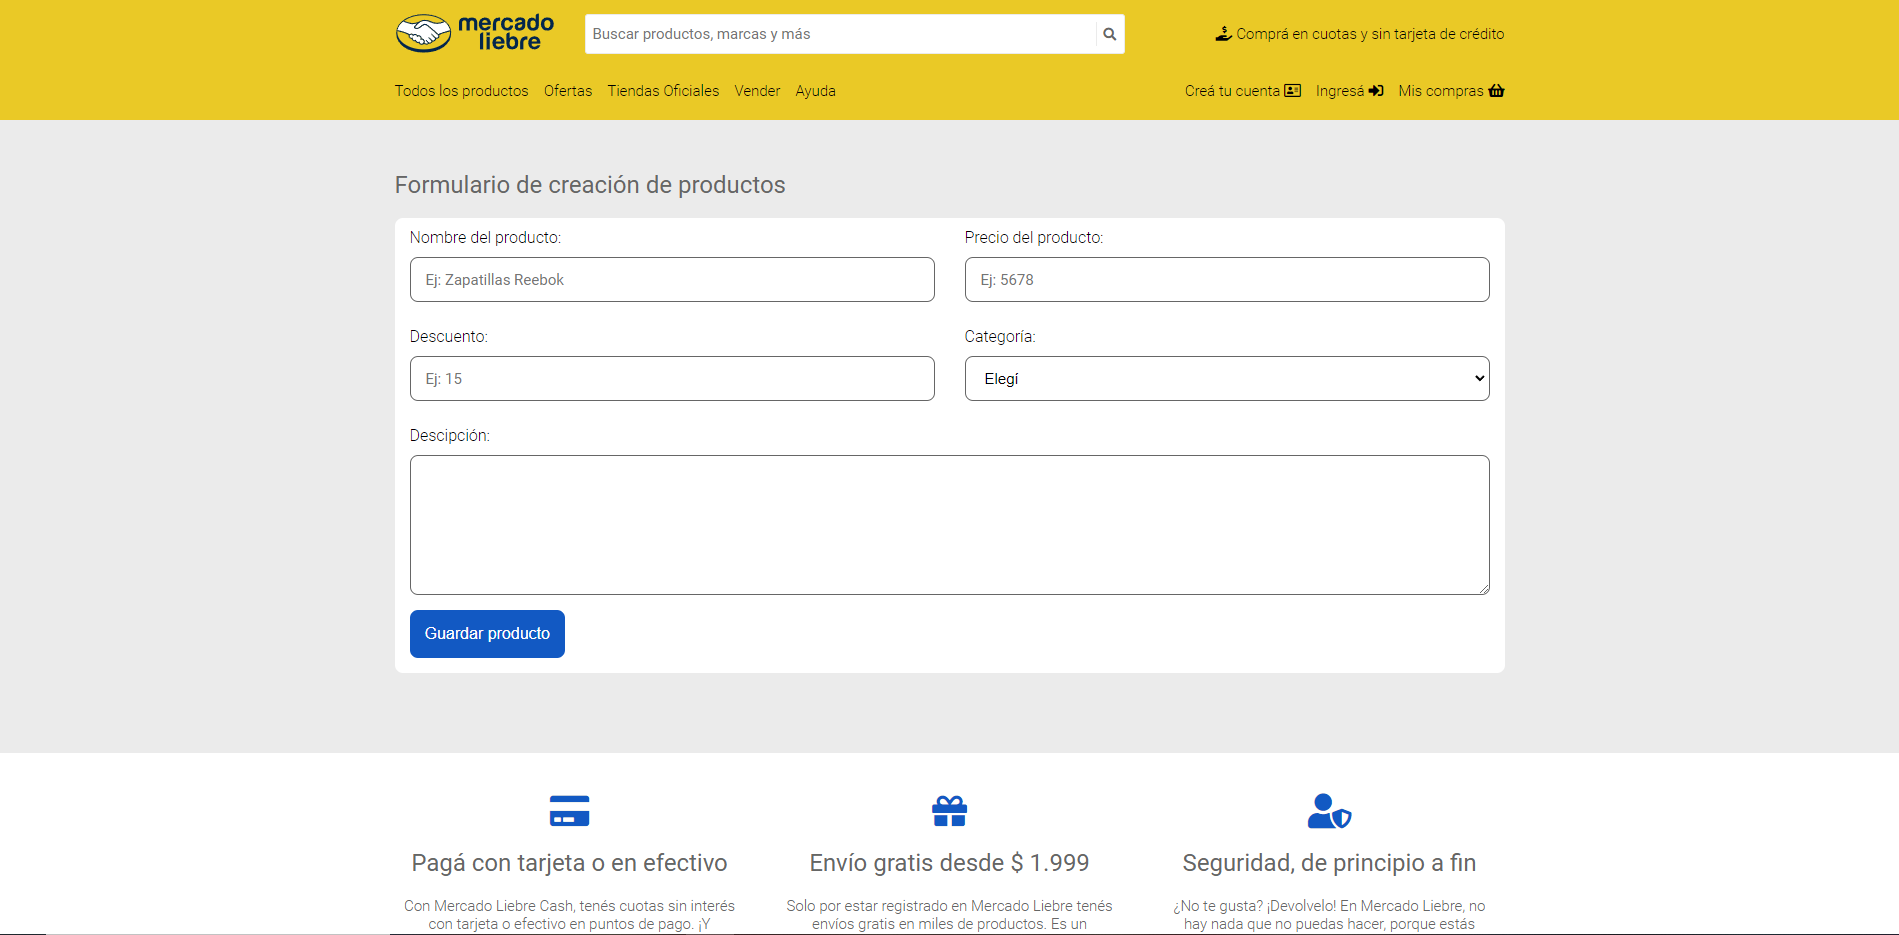 mercado
liebre
Buscar productos, marcas y más
Comprá en cuotas y sin tarjeta de crédito
Todos los productos Ofertas Tiendas Oficiales Vender Ayuda
Creá tu cuenta Ingresá Mis compras
Formulario de creación de productos
Nombre del producto: Precio del producto:
Ej: Zapatillas Reebok Ej: 5678
Descuento: Categoría:
Ej: 15 Elegí
Descipción:
Guardar producto
Pagá con tarjeta o en efectivo
Con Mercado Liebre Cash, tenés cuotas sin interés
con tarjeta o efectivo en puntos de pago. ¡Y
Envío gratis desde $ 1.999
Solo por estar registrado en Mercado Liebre tenés
envíos gratis en miles de productos. Es un
Seguridad, de principio a fin
¿No te gusta? ¡Devolvelo! En Mercado Liebre, no
hay nada que no puedas hacer, porque estás